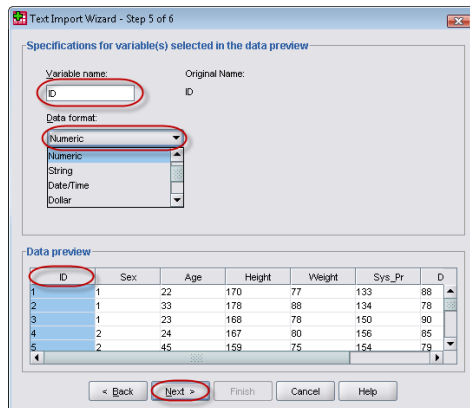 Text Import Wizard - Step 5 of 6
Specifications for variable(s) selected in the data preview
Variable name: Original Name:
ID ID
Data format:
Numeric
Numeric
String
Date/Time
Dollar
Data preview
ID Sex Age Height Weight Sys_Pr D
1 1 22 170 77 133 88
2 1 33 178 88 134 78
3 1 23 168 78 150 90
4 2 24 167 80 156 85
5 2 45 159 75 154 79
< Back Next > Finish Cancel Help